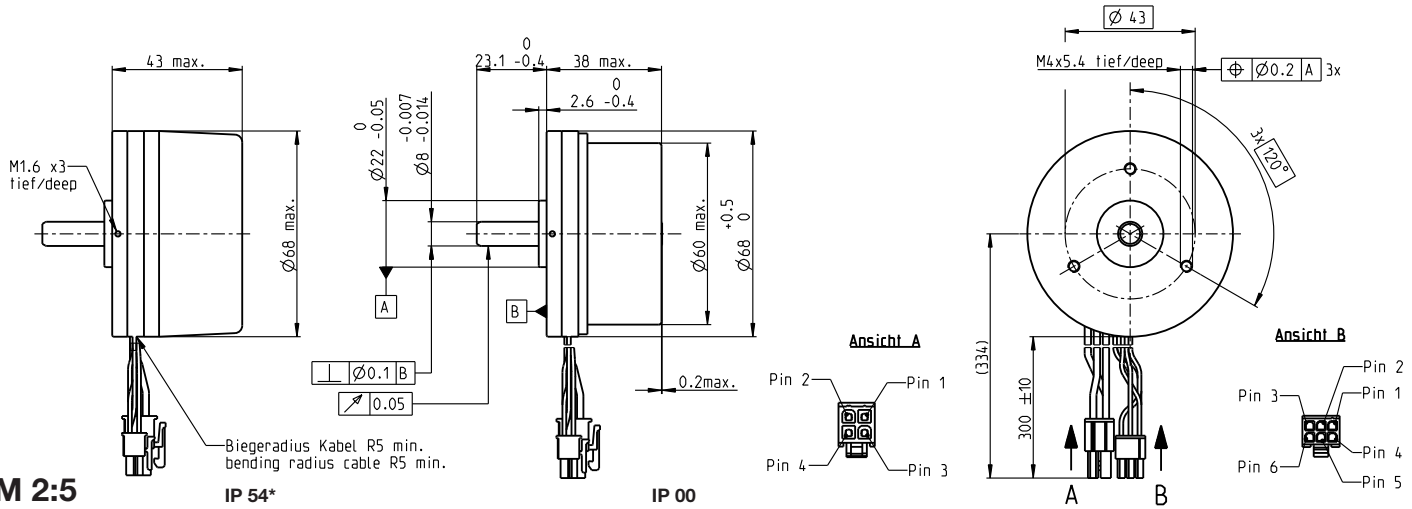 43 max.
M1.6 x3
tief/deep
Ø68 max.
Biegeradius Kabel R5 min.
bending radius cable R5 min.
M 2:5
IP 54*
0
23.1 -0.4
38 max.
0
2.6 -0.4
0
Ø22 -0.05
-0.007
Ø8 -0.014
A
B
⊥ Ø0.1 B
↗ 0.05
Ø60 max.
+0.5
Ø68 0
0.2max.
IP 00
Ansicht A
Pin 2
Pin 1
Pin 4
Pin 3
Ø 43
M4x5.4 tief/deep
⌖ Ø0.2 A 3x
3x 120°
(334)
300 ±10
A
B
Ansicht B
Pin 2
Pin 3
Pin 1
Pin 4
Pin 6
Pin 5